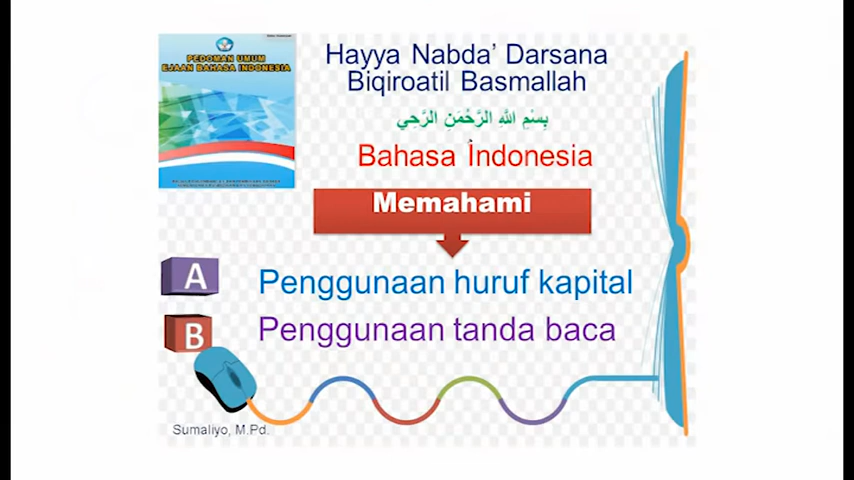 PEDOMAN UMUM
EJAAN BAHASA INDONESIA
Hayya Nabda’ Darsana
Biqiroatil Basmallah
بِسْمِ اللهِ الرَّحْمَنِ الرَّحِي
Bahasa Indonesia
Memahami
A
Penggunaan huruf kapital
B
Penggunaan tanda baca
Sumaliyo, M.Pd.